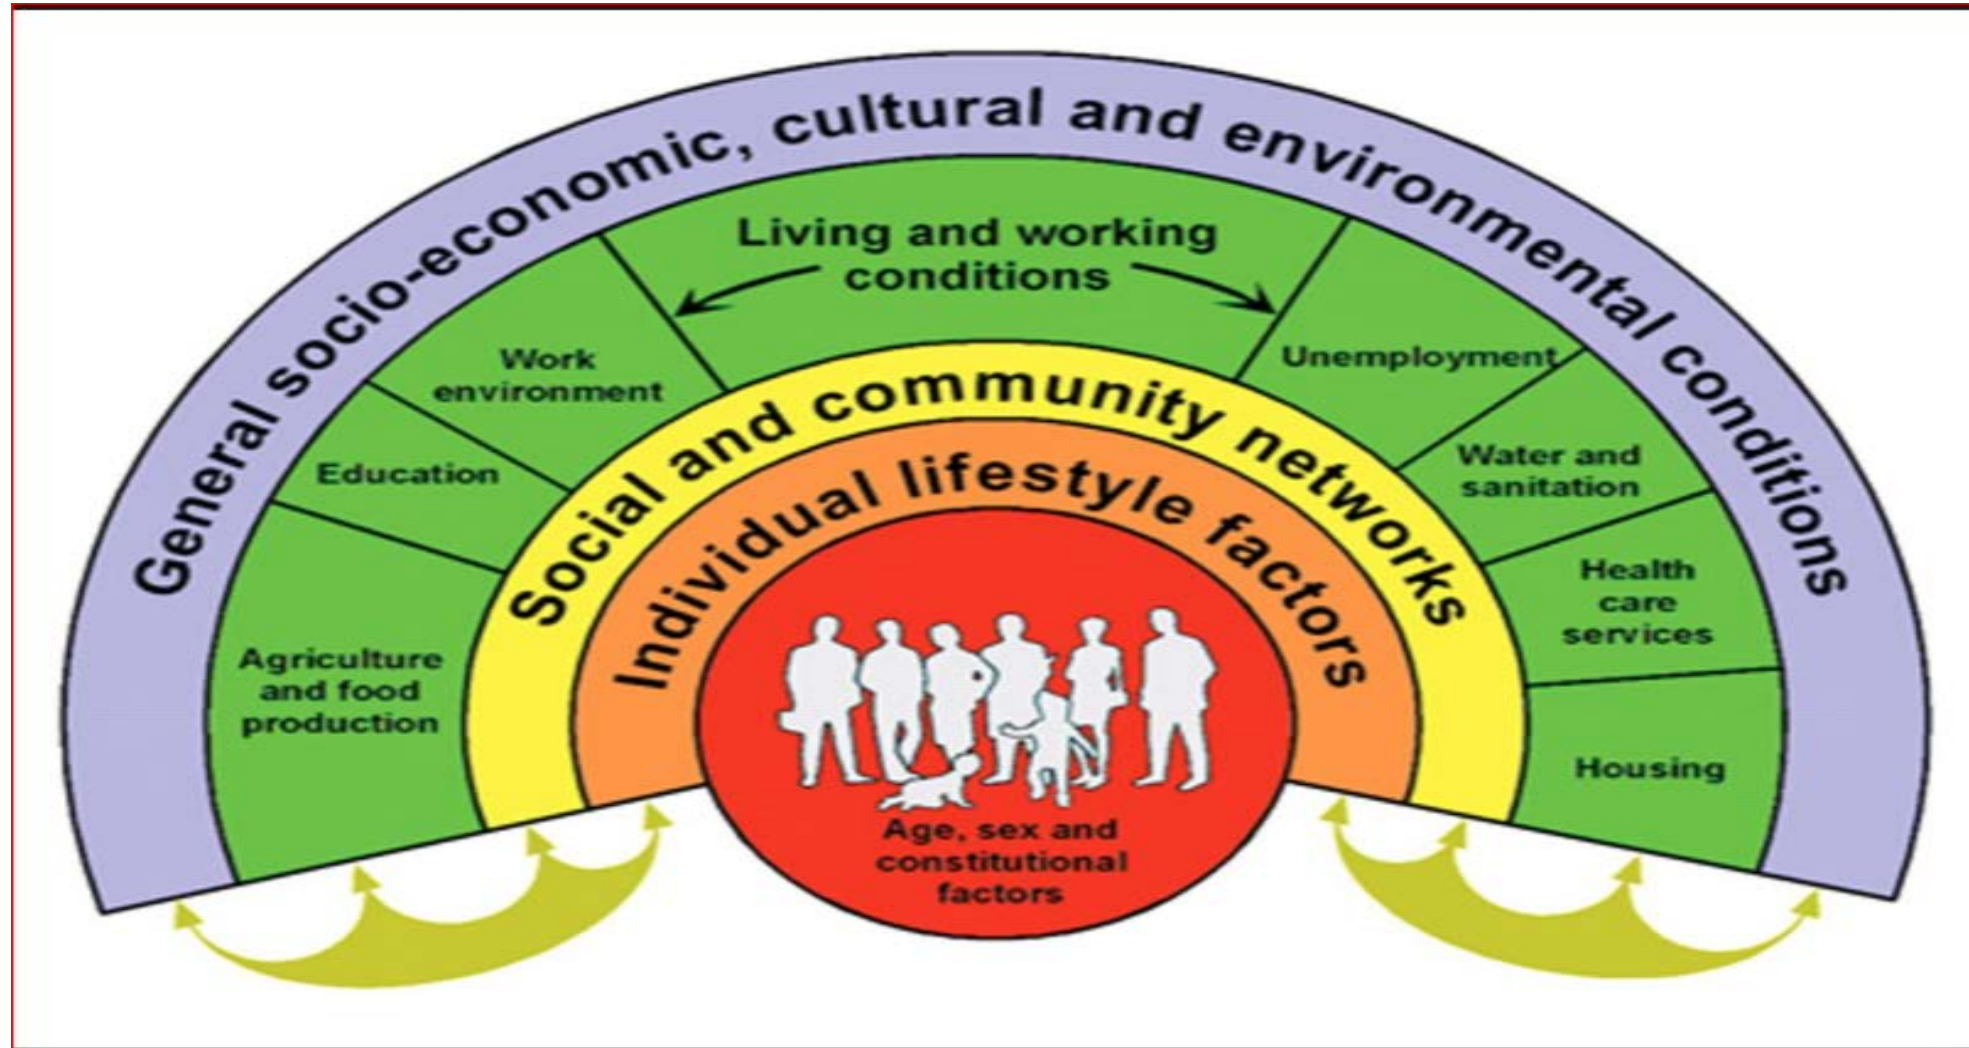 General socio-economic, cultural and environmental conditions
Living and working
conditions
Work
environment
Unemployment
Education
Water and
sanitation
Agriculture
and food
production
Health
care
services
Housing
Social and community networks
Individual lifestyle factors
Age, sex and
constitutional
factors